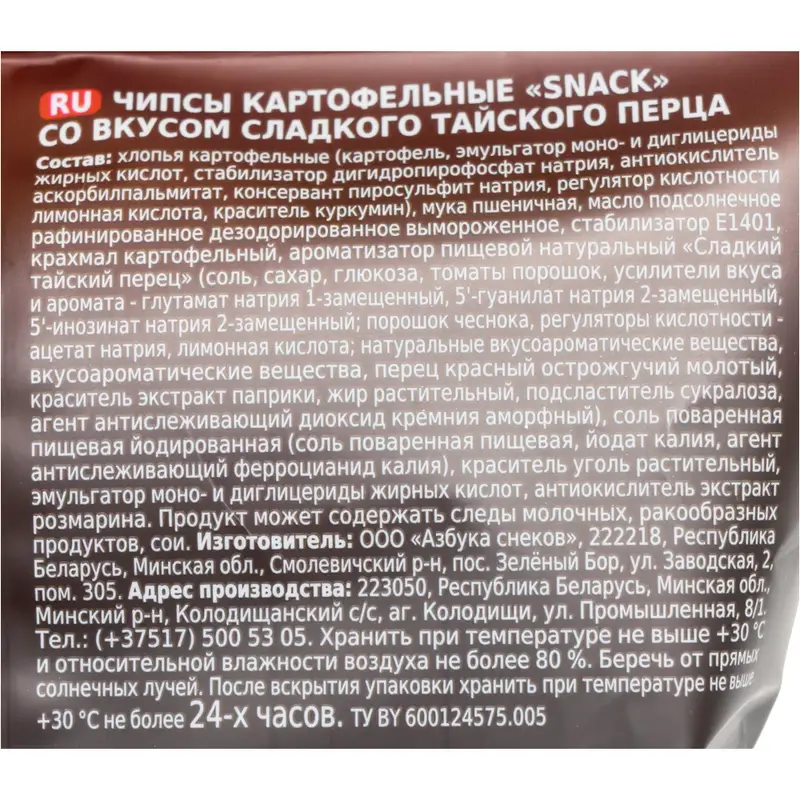 RU ЧИПСЫ КАРТОФЕЛЬНЫЕ «SNACK»
СО ВКУСОМ СЛАДКОГО ТАЙСКОГО ПЕРЦА
Состав: хлопья картофельные (картофель, эмульгатор моно- и диглицериды
жирных кислот, стабилизатор дигидропирофосфат натрия, антиокислитель
аскорбилпальмитат, консервант пиросульфит натрия, регулятор кислотности
лимонная кислота, краситель куркумин), мука пшеничная, масло подсолнечное
рафинированное дезодорированное вымороженное, стабилизатор Е1401,
крахмал картофельный, ароматизатор пищевой натуральный «Сладкий
тайский перец» (соль, сахар, глюкоза, томаты порошок, усилители вкуса
и аромата - глутамат натрия 1-замещенный, 5'-гуанилат натрия 2-замещенный,
5'-инозинат натрия 2-замещенный; порошок чеснока, регуляторы кислотности -
ацетат натрия, лимонная кислота; натуральные вкусоароматические вещества,
вкусоароматические вещества, перец красный острожгучий молотый,
краситель экстракт паприки, жир растительный, подсластитель сукралоза,
агент антислеживающий диоксид кремния аморфный), соль поваренная
пищевая йодированная (соль поваренная пищевая, йодат калия, агент
антислеживающий ферроцианид калия), краситель уголь растительный,
эмульгатор моно- и диглицериды жирных кислот, антиокислитель экстракт
розмарина. Продукт может содержать следы молочных, ракообразных
продуктов, сои. Изготовитель: ООО «Азбука снеков», 222218, Республика
Беларусь, Минская обл., Смолевичский р-н, пос. Зелёный Бор, ул. Заводская, 2,
пом. 305. Адрес производства: 223050, Республика Беларусь, Минская обл.,
Минский р-н, Колодищанский с/с, аг. Колодищи, ул. Промышленная, 8/1.
Тел.: (+37517) 500 53 05. Хранить при температуре не выше +30 °С
и относительной влажности воздуха не более 80 %. Беречь от прямых
солнечных лучей. После вскрытия упаковки хранить при температуре не выше
+30 °С не более 24-х часов. ТУ BY 600124575.005